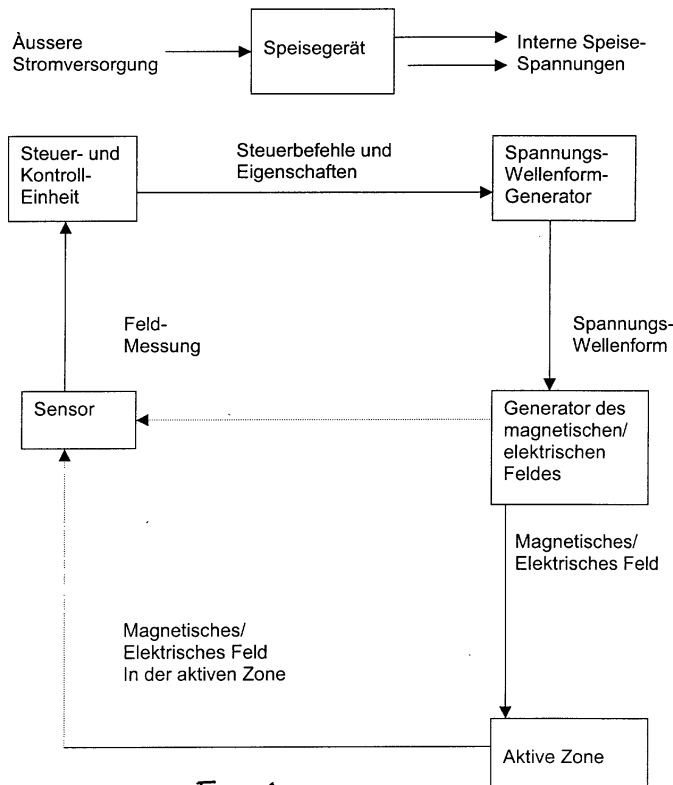 Àussere
Stromversorgung
Speisegerät
Interne Speise-
Spannungen
Steuer- und
Kontroll-
Einheit
Steuerbefehle und
Eigenschaften
Spannungs-
Wellenform-
Generator
Feld-
Messung
Spannungs-
Wellenform
Sensor
Generator des
magnetischen/
elektrischen
Feldes
Magnetisches/
Elektrisches Feld
Magnetisches/
Elektrisches Feld
In der aktiven Zone
Aktive Zone